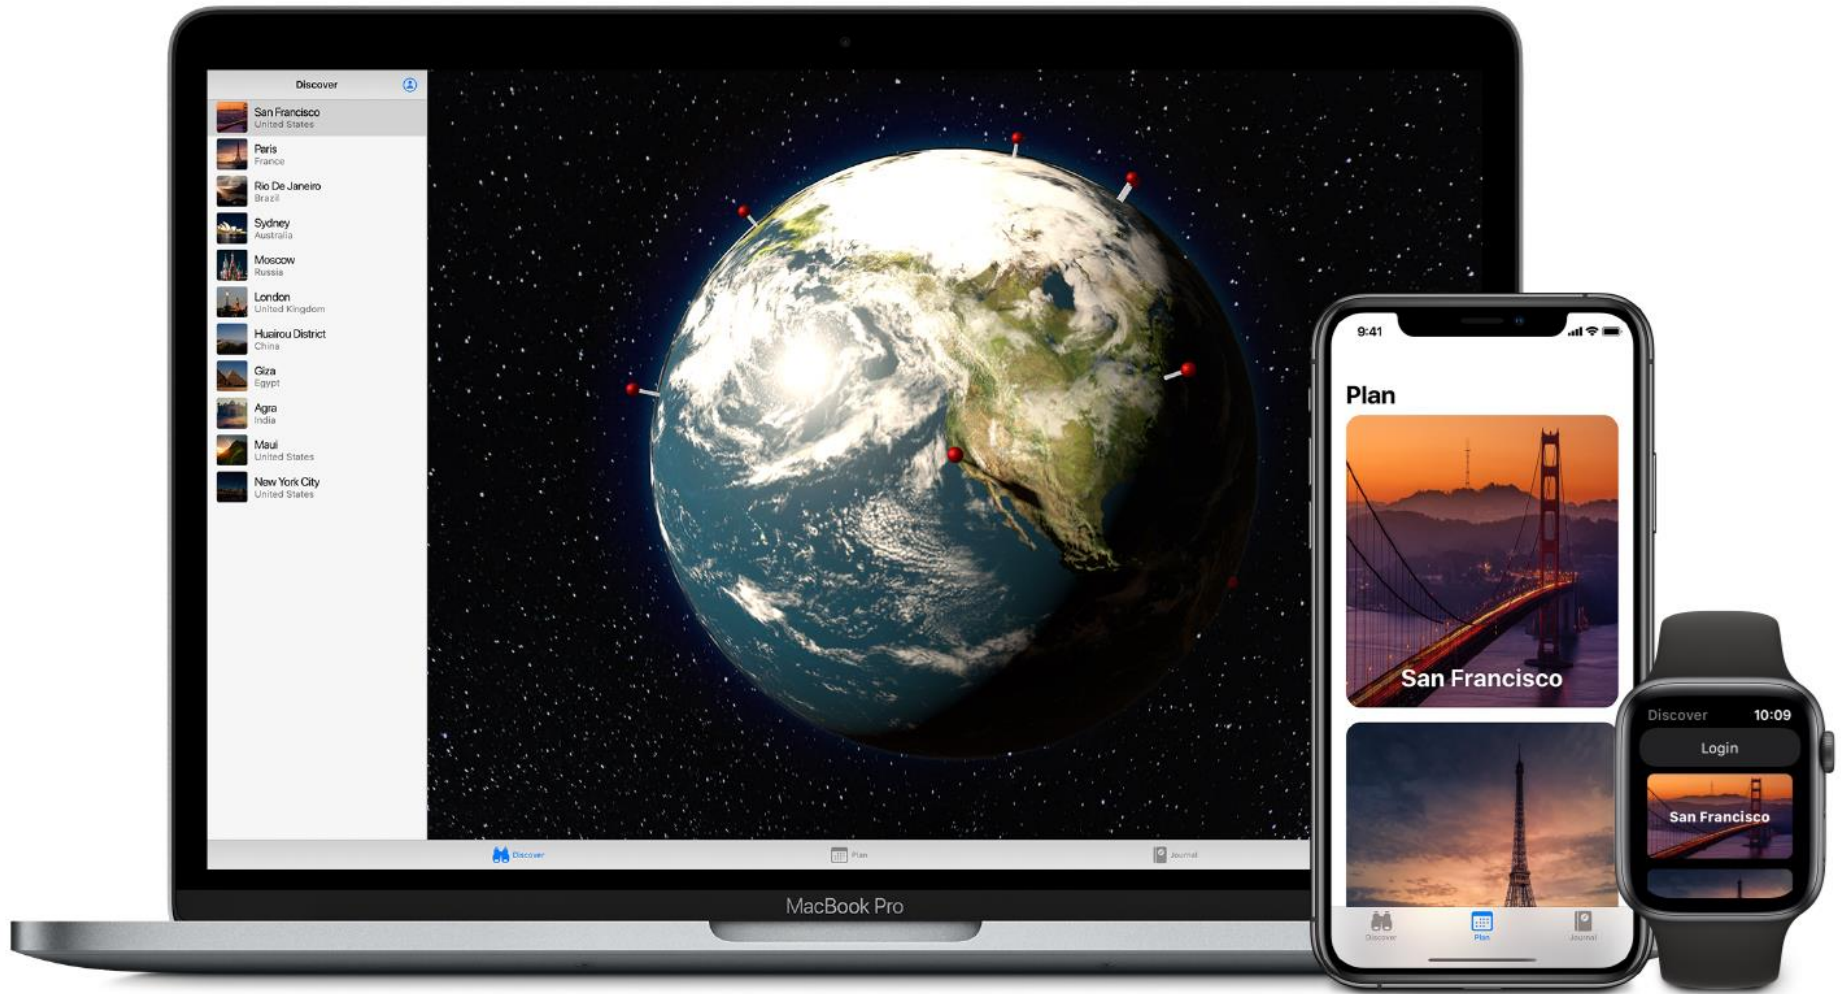 Discover
San Francisco
United States
Paris
France
Rio De Janeiro
Brazil
Sydney
Australia
Moscow
Russia
London
United Kingdom
Huairou District
China
Giza
Egypt
Agra
India
Maui
United States
New York City
United States
Discover
Plan
Journal
MacBook Pro
9:41
Plan
San Francisco
Discover
Plan
Journal
Discover 10:09
Login
San Francisco